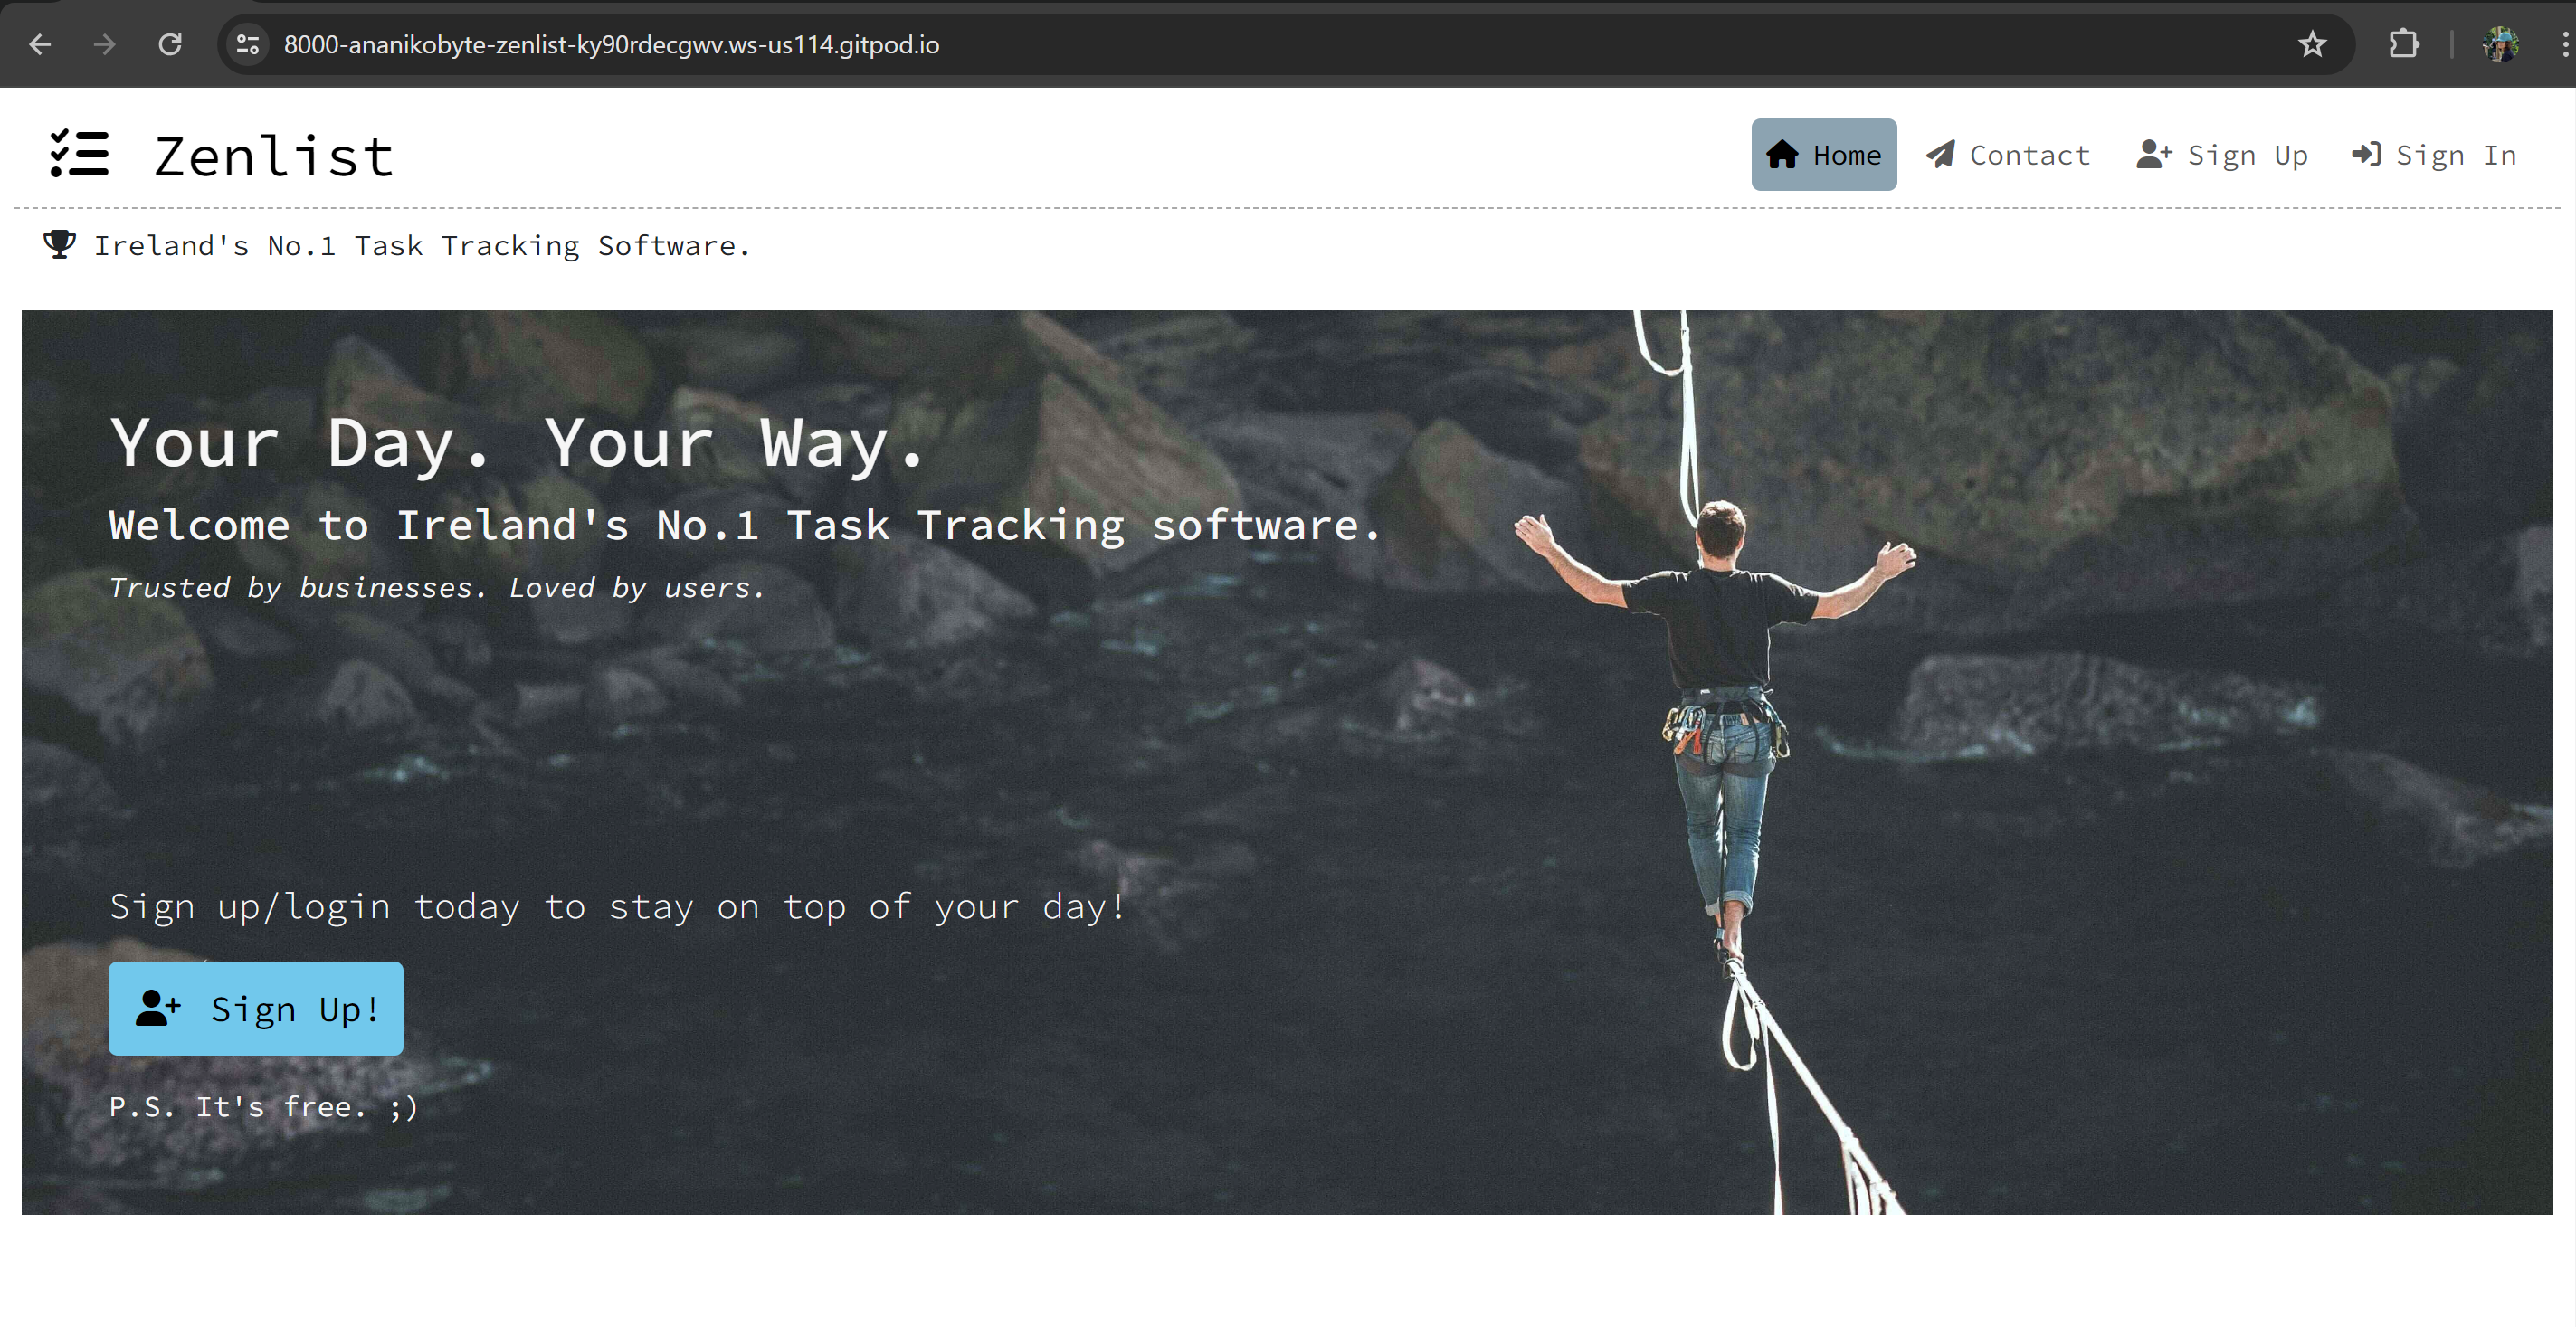 8000-ananikobyte-zenlist-ky90rdecgwv.ws-us114.gitpod.io
Zenlist
Home
Contact
Sign Up
Sign In
Ireland's No.1 Task Tracking Software.
Your Day. Your Way.
Welcome to Ireland's No.1 Task Tracking software.
Trusted by businesses. Loved by users.
Sign up/login today to stay on top of your day!
Sign Up!
P.S. It's free. ;)